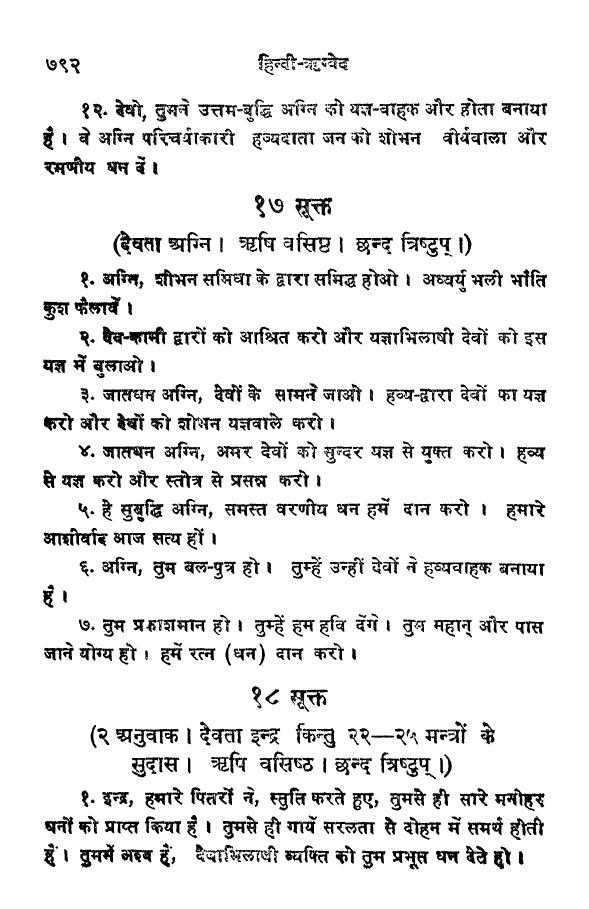 ७९२ हिन्दी-ऋग्वेद
१२. देवो, तुमने उत्तम-बुद्धि अग्नि को यज्ञ-वाहक और होता बनाया
है। वे अग्नि परिचर्याकारी हव्यदाता जन को शोभन वीर्यवाला और
रमणीय धन दें।
१७ सूक्त
(देवता अग्नि। ऋषि वसिष्ठ। छन्द त्रिष्टुप्।)
१. अग्नि, शोभन समिधा के द्वारा समिद्ध होओ। अध्वर्यु भली भाँति
कुश फैलावें।
२. देव-कामी द्वारों को आश्रित करो और यज्ञाभिलाषी देवों को इस
यज्ञ में बुलाओ।
३. जातधन अग्नि, देवों के सामने जाओ। हव्य-द्वारा देवों का यज्ञ
करो और देवों को शोभन यज्ञवाले करो।
४. जातधन अग्नि, अमर देवों को सुन्दर यज्ञ से युक्त करो। हव्य
से यज्ञ करो और स्तोत्र से प्रसन्न करो।
५. हे सुबुद्धि अग्नि, समस्त वरणीय धन हमें दान करो। हमारे
आशीर्वाद आज सत्य हों।
६. अग्नि, तुम बल-पुत्र हो। तुम्हें उन्हीं देवों ने हव्यवाहक बनाया
है।
७. तुम प्रकाशमान हो। तुम्हें हम हवि देंगे। तुम महान् और पास
जाने योग्य हो। हमें रत्न (धन) दान करो।
१८ सूक्त
(२ अनुवाक। देवता इन्द्र किन्तु २२—२५ मन्त्रों के
सुदास। ऋषि वसिष्ठ। छन्द त्रिष्टुप्।)
१. इन्द्र, हमारे पितरों ने, स्तुति करते हुए, तुमसे ही सारे मनोहर
धनों को प्राप्त किया है। तुमसे ही गायें सरलता से दोहन में समर्थ होती
हैं। तुममें अश्व हैं, देवाभिलाषी व्यक्ति को तुम प्रभूत धन देते हो।